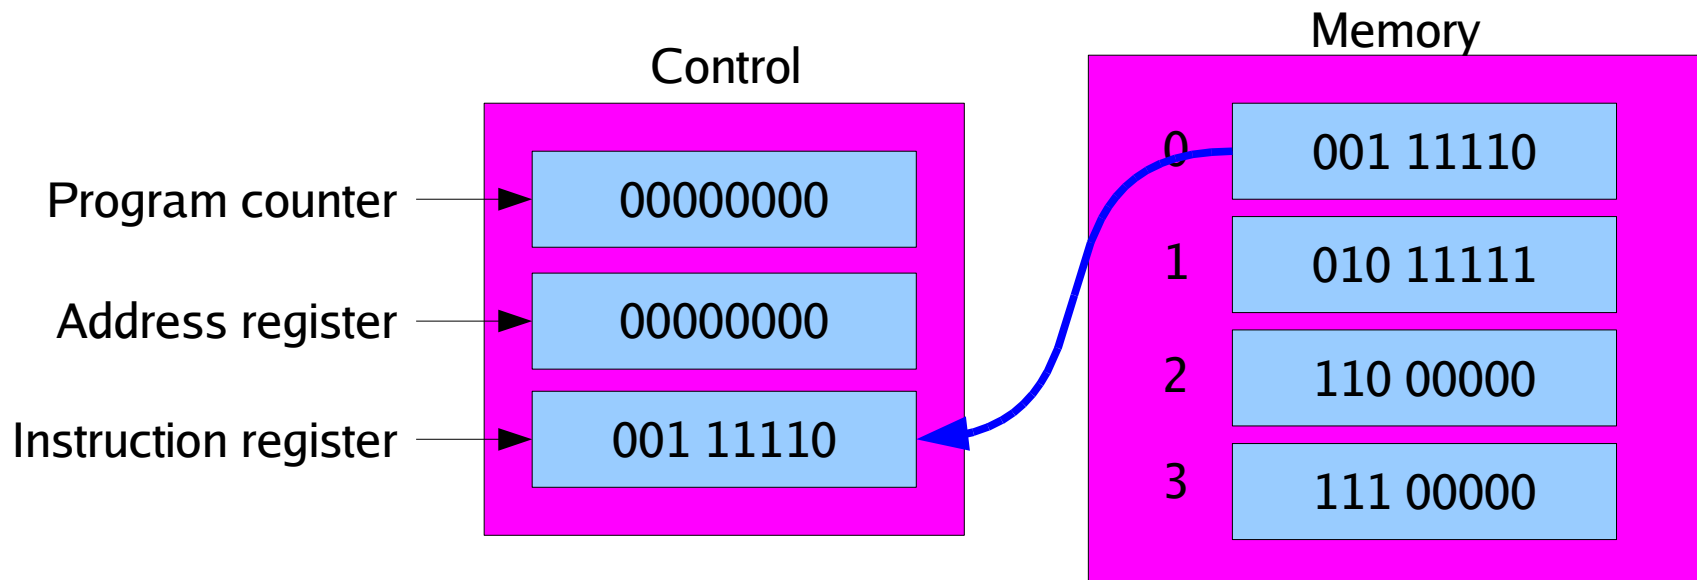 Control
Program counter
00000000
Address register
00000000
Instruction register
001 11110
Memory
0
001 11110
1
010 11111
2
110 00000
3
111 00000